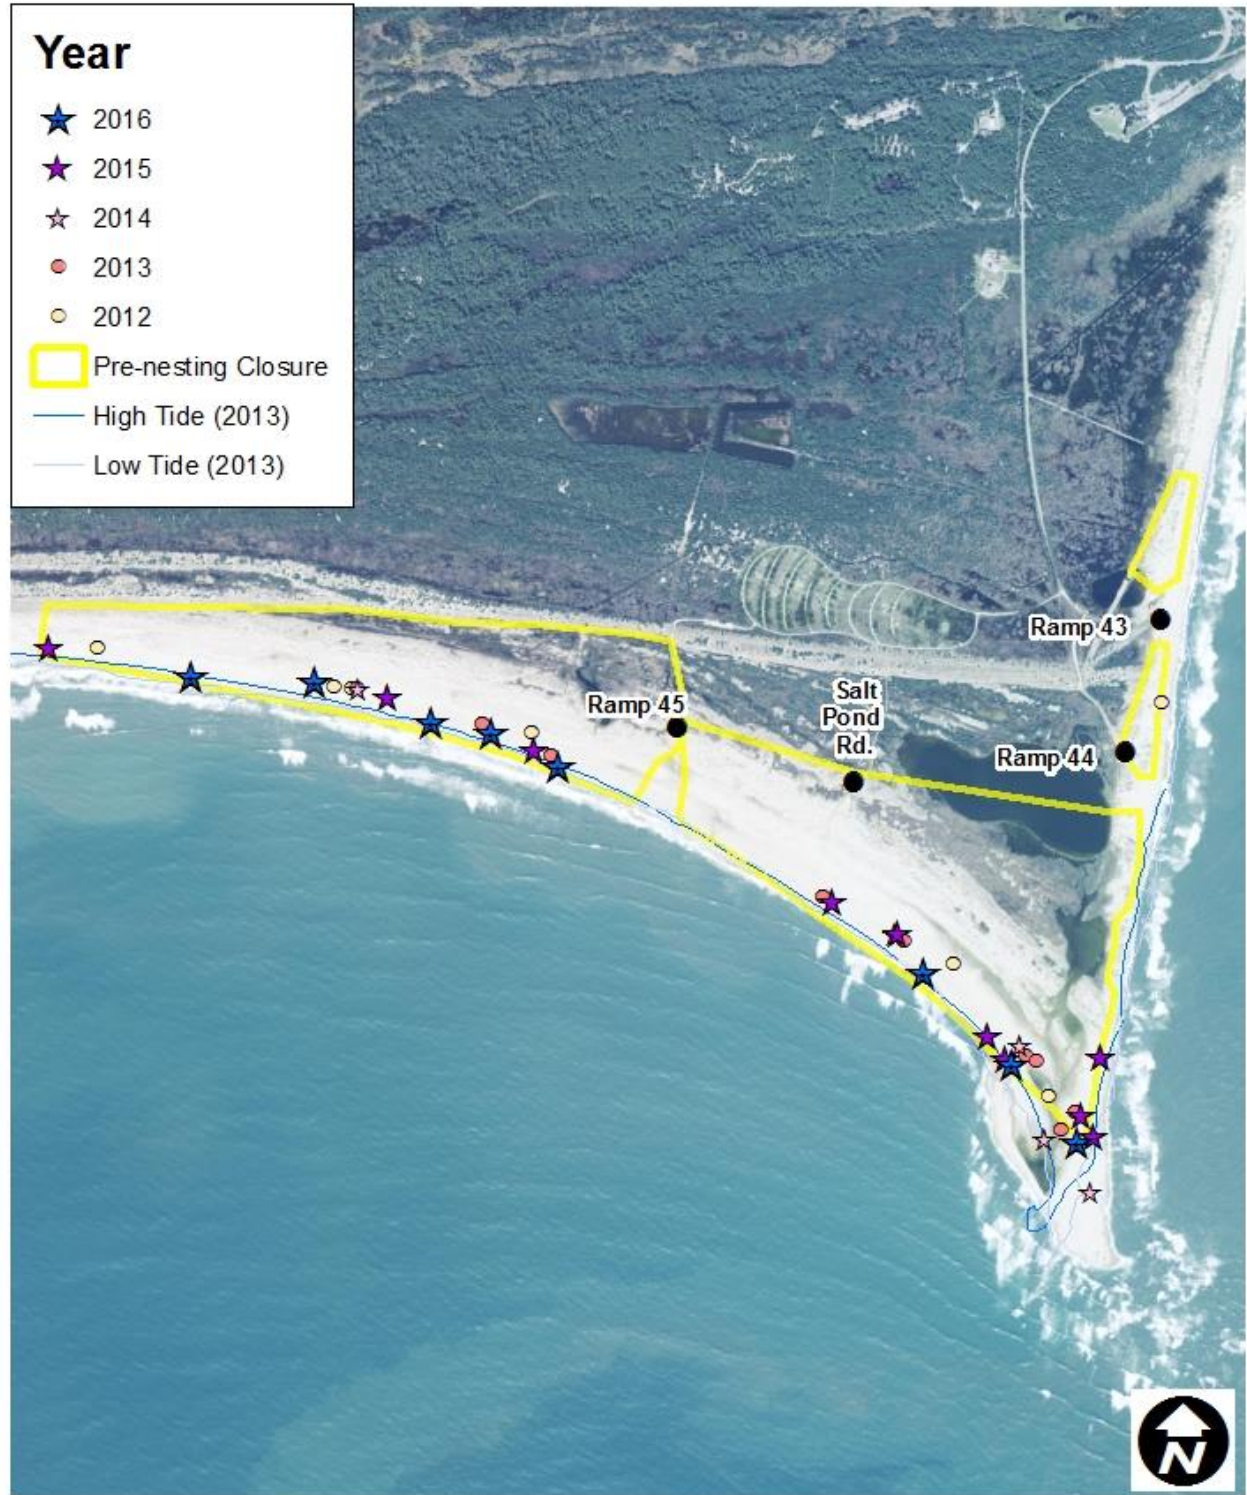 Year
2016
2015
2014
2013
2012
Pre-nesting Closure
High Tide (2013)
Low Tide (2013)
Ramp 43
Ramp 45
Salt
Pond
Rd.
Ramp 44
N